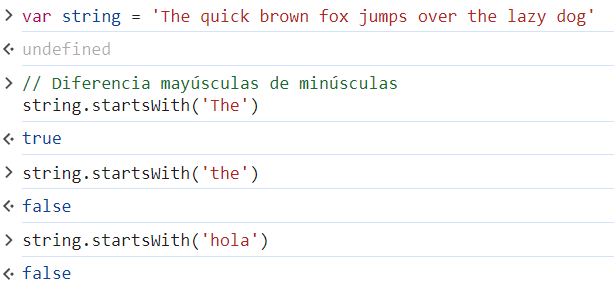 var string = 'The quick brown fox jumps over the lazy dog'
undefined
// Diferencia mayúsculas de minúsculas
string.startsWith('The')
true
string.startsWith('the')
false
string.startsWith('hola')
false